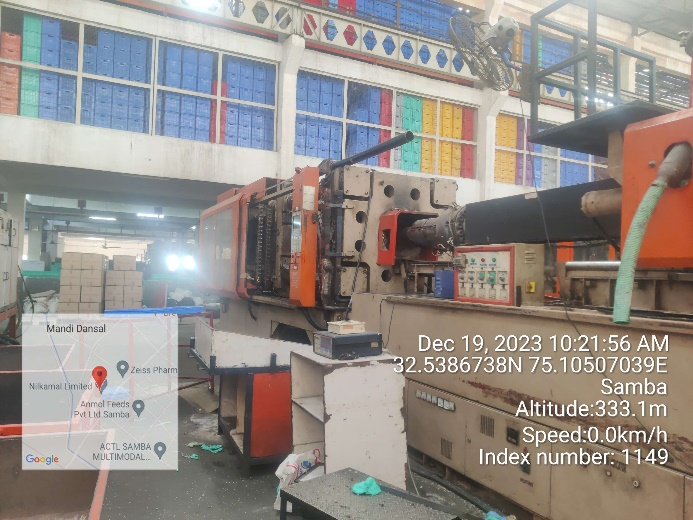 Mandi Dansal
Zeiss Pharm
Nilkamal Limited
Anmol Feeds
Pvt Ltd Samba
ACTL SAMBA
MULTIMODAL...
Google
Dec 19, 2023 10:21:56 AM
32.5386738N 75.10507039E
Samba
Altitude:333.1m
Speed:0.0km/h
Index number: 1149